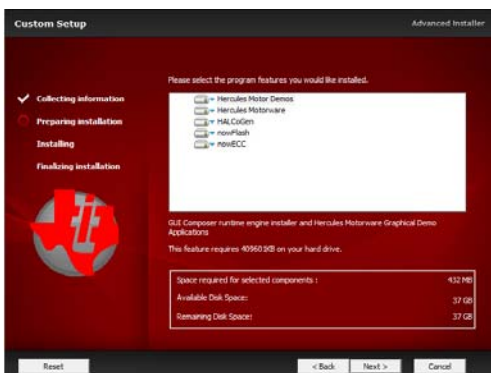 Custom Setup
Advanced Installer
Please select the program features you would like installed.
Collecting information
Preparing installation
Installing
Finalizing installation
Hercules Motor Demos
Hercules Motorware
HALCoGen
nowFlash
nowECC
GUI Composer runtime engine installer and Hercules Motorware Graphical Demo
Applications
This feature requires 409601KB on your hard drive.
Space required for selected components : 432 MB
Available Disk Space: 37 GB
Remaining Disk Space: 37 GB
Reset
< Back
Next >
Cancel